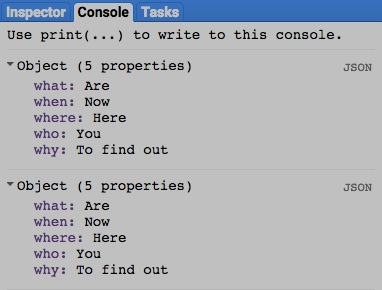 Inspector Console Tasks
Use print(...) to write to this console.
Object (5 properties) JSON
what: Are
when: Now
where: Here
who: You
why: To find out
Object (5 properties) JSON
what: Are
when: Now
where: Here
who: You
why: To find out